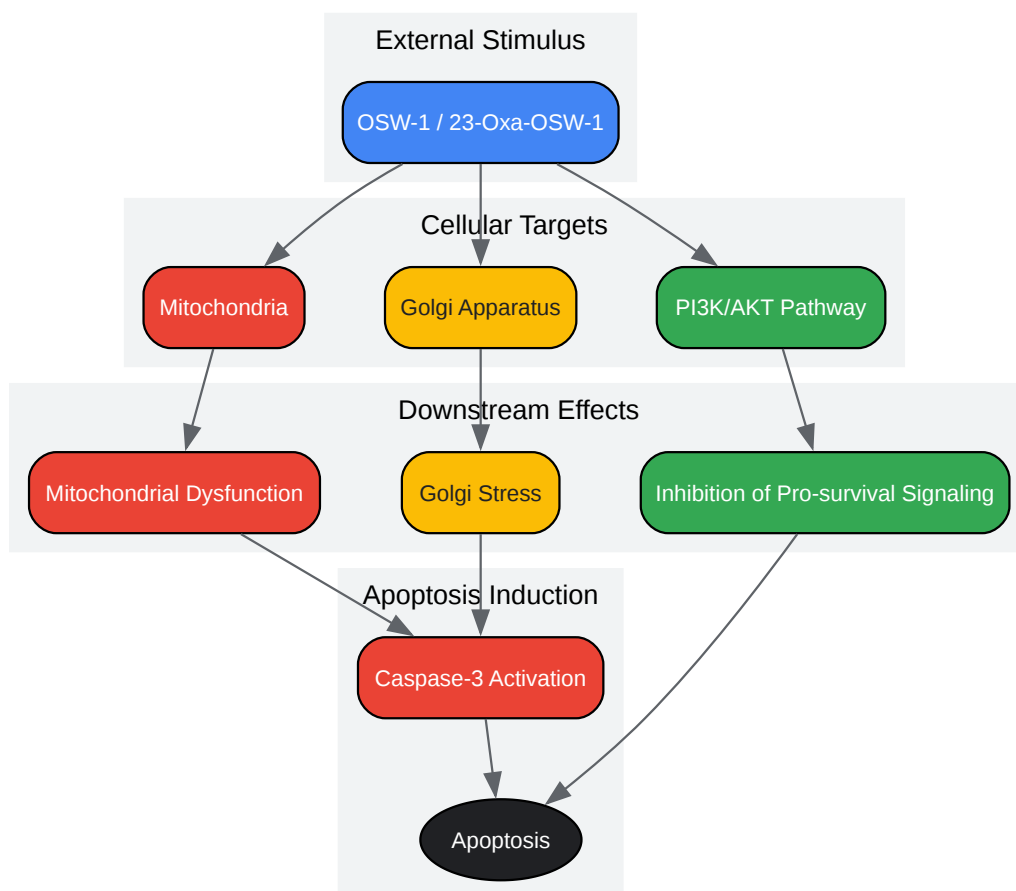 External Stimulus
OSW-1 / 23-Oxa-OSW-1
Cellular Targets
Mitochondria
Golgi Apparatus
PI3K/AKT Pathway
Downstream Effects
Mitochondrial Dysfunction
Golgi Stress
Inhibition of Pro-survival Signaling
Apoptosis Induction
Caspase-3 Activation
Apoptosis